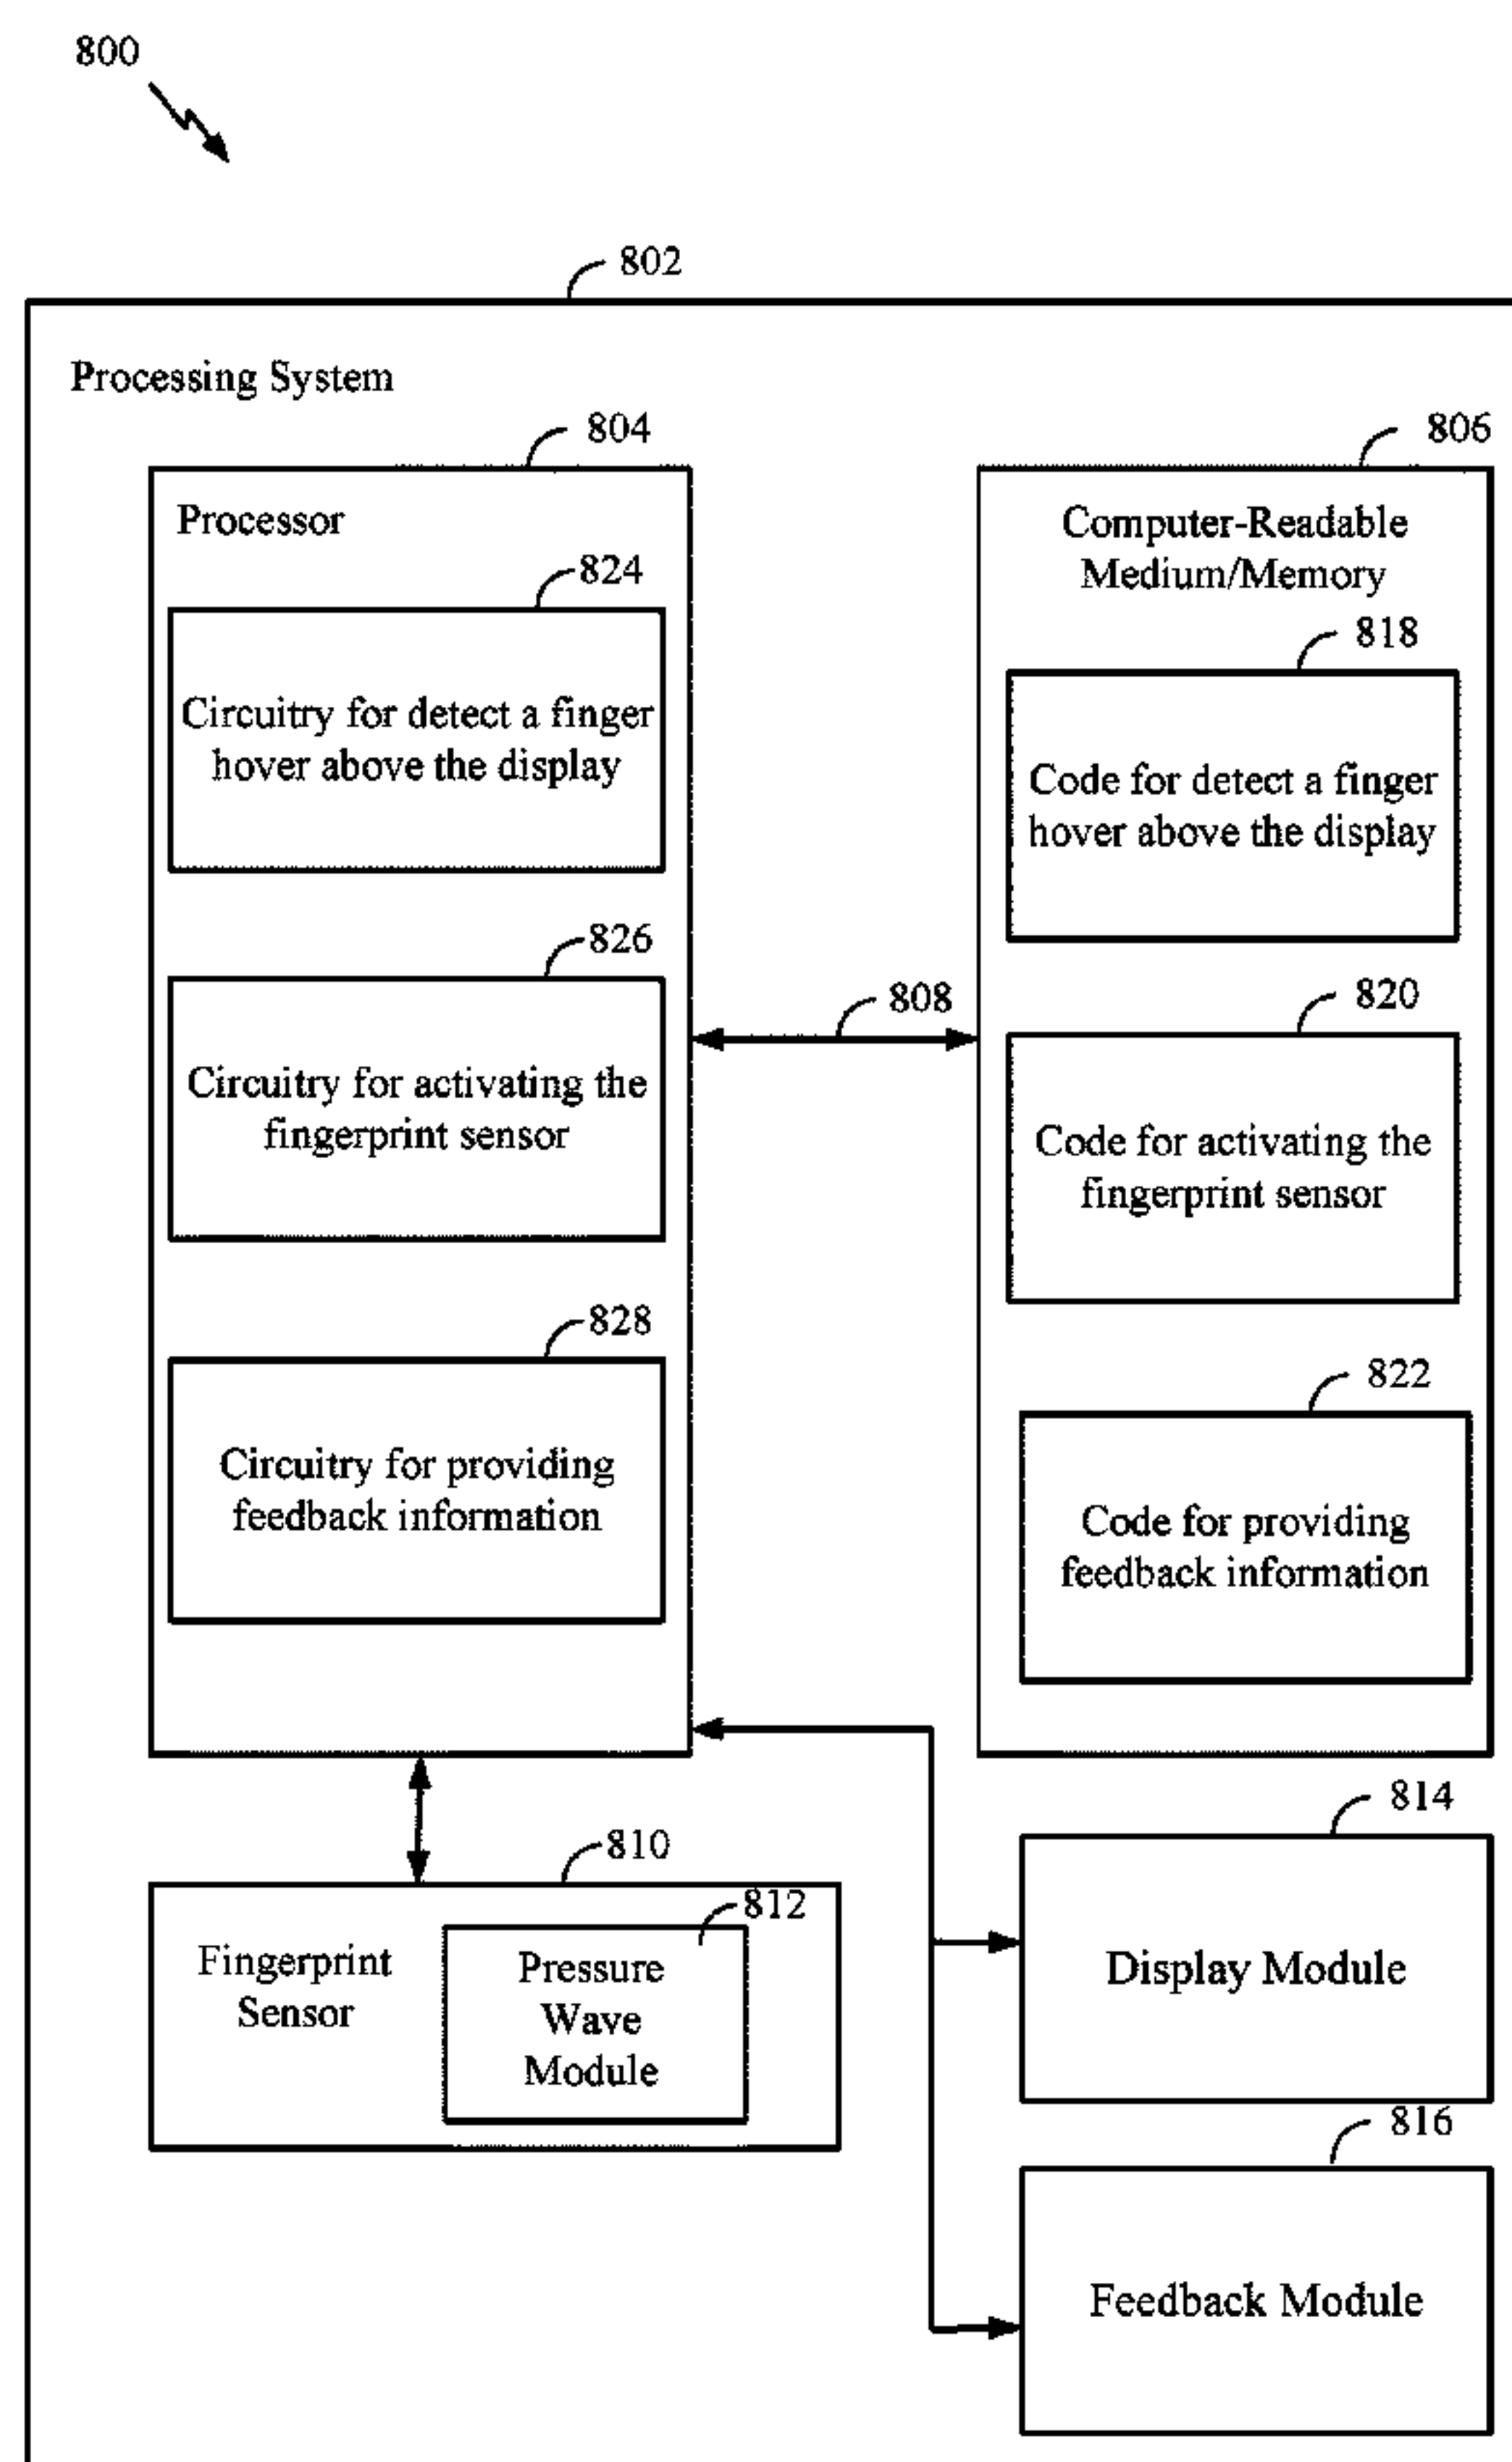 800
802
Processing System
804
Processor
824
Circuitry for detect a finger
hover above the display
826
Circuitry for activating the
fingerprint sensor
828
Circuitry for providing
feedback information
808
806
Computer-Readable
Medium/Memory
818
Code for detect a finger
hover above the display
820
Code for activating the
fingerprint sensor
822
Code for providing
feedback information
810
Fingerprint
Sensor
812
Pressure
Wave
Module
814
Display Module
816
Feedback Module